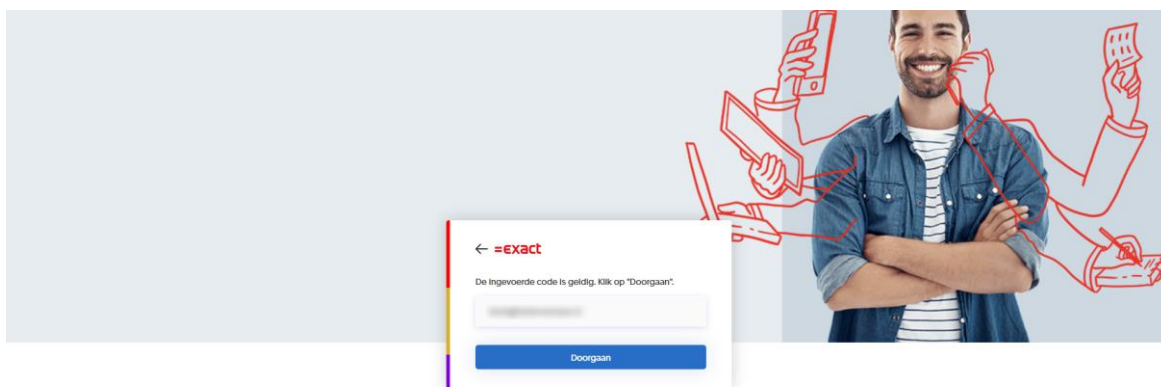 =exact
De ingevoerde code is geldig. Klik op "Doorgaan".
Doorgaan